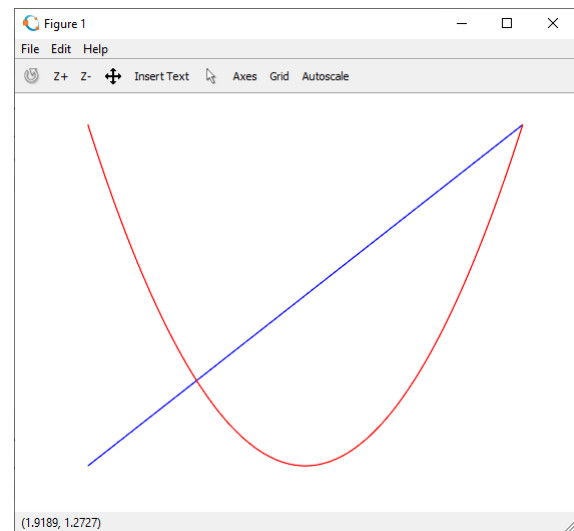 Figure 1
File Edit Help
Z+ Z- Insert Text Axes Grid Autoscale
(1.9189, 1.2727)